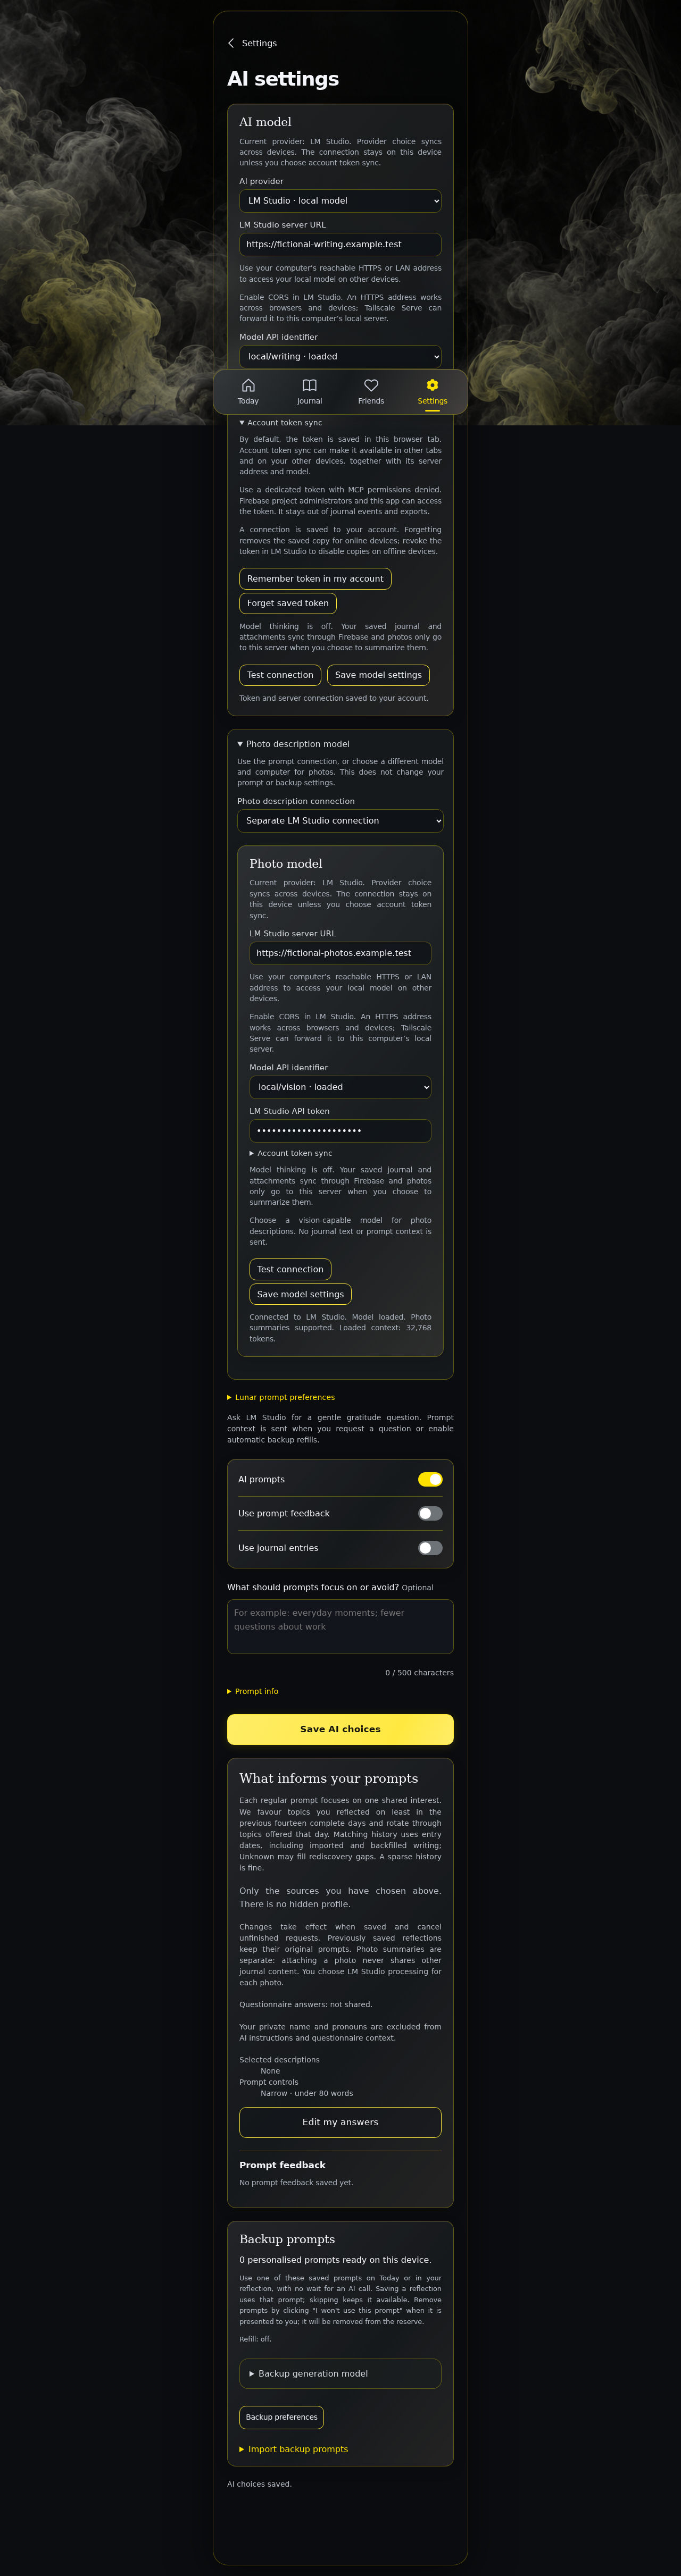 Settings
AI settings
AI model
Current provider: LM Studio. Provider choice syncs
across devices. The connection stays on this device
unless you choose account token sync.
AI provider
LM Studio · local model
LM Studio server URL
https://fictional-writing.example.test
Use your computer's reachable HTTPS or LAN address
to access your local model on other devices.
Enable CORS in LM Studio. An HTTPS address works
across browsers and devices; Tailscale Serve can
forward it to this computer's local server.
Model API identifier
local/writing · loaded
Today
Journal
Friends
Settings
▼ Account token sync
By default, the token is saved in this browser tab.
Account token sync can make it available in other tabs
and on your other devices, together with its server
address and model.
Use a dedicated token with MCP permissions denied.
Firebase project administrators and this app can access
the token. It stays out of journal events and exports.
A connection is saved to your account. Forgetting
removes the saved copy for online devices; revoke the
token in LM Studio to disable copies on offline devices.
Remember token in my account
Forget saved token
Model thinking is off. Your saved journal and
attachments sync through Firebase and photos only go
to this server when you choose to summarize them.
Test connection
Save model settings
Token and server connection saved to your account.
▼ Photo description model
Use the prompt connection, or choose a different model
and computer for photos. This does not change your
prompt or backup settings.
Photo description connection
Separate LM Studio connection
Photo model
Current provider: LM Studio. Provider choice
syncs across devices. The connection stays on
this device unless you choose account token
sync.
LM Studio server URL
https://fictional-photos.example.test
Use your computer's reachable HTTPS or LAN
address to access your local model on other
devices.
Enable CORS in LM Studio. An HTTPS address
works across browsers and devices; Tailscale
Serve can forward it to this computer's local
server.
Model API identifier
local/vision · loaded
LM Studio API token
•••••••••••••••••••••
▶ Account token sync
Model thinking is off. Your saved journal and
attachments sync through Firebase and photos
only go to this server when you choose to
summarize them.
Choose a vision-capable model for photo
descriptions. No journal text or prompt context is
sent.
Test connection
Save model settings
Connected to LM Studio. Model loaded. Photo
summaries supported. Loaded context: 32,768
tokens.
▶ Lunar prompt preferences
Ask LM Studio for a gentle gratitude question. Prompt
context is sent when you request a question or enable
automatic backup refills.
AI prompts
Use prompt feedback
Use journal entries
What should prompts focus on or avoid? Optional
For example: everyday moments; fewer
questions about work
0 / 500 characters
▶ Prompt info
Save AI choices
What informs your prompts
Each regular prompt focuses on one shared interest.
We favour topics you reflected on least in the
previous fourteen complete days and rotate through
topics offered that day. Matching history uses entry
dates, including imported and backfilled writing;
Unknown may fill rediscovery gaps. A sparse history
is fine.
Only the sources you have chosen above.
There is no hidden profile.
Changes take effect when saved and cancel
unfinished requests. Previously saved reflections
keep their original prompts. Photo summaries are
separate: attaching a photo never shares other
journal content. You choose LM Studio processing for
each photo.
Questionnaire answers: not shared.
Your private name and pronouns are excluded from
AI instructions and questionnaire context.
Selected descriptions
None
Prompt controls
Narrow · under 80 words
Edit my answers
Prompt feedback
No prompt feedback saved yet.
Backup prompts
0 personalised prompts ready on this device.
Use one of these saved prompts on Today or in your
reflection, with no wait for an AI call. Saving a reflection
uses that prompt; skipping keeps it available. Remove
prompts by clicking "I won't use this prompt" when it is
presented to you; it will be removed from the reserve.
Refill: off.
▶ Backup generation model
Backup preferences
▶ Import backup prompts
AI choices saved.